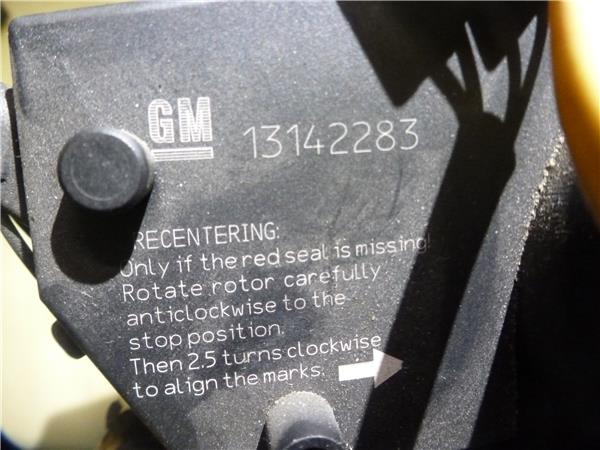 GM
13142283
RECENTERING:
Only if the red seal is missing!
Rotate rotor carefully
anticlockwise to the
stop position.
Then 2.5 turns clockwise
to align the marks.